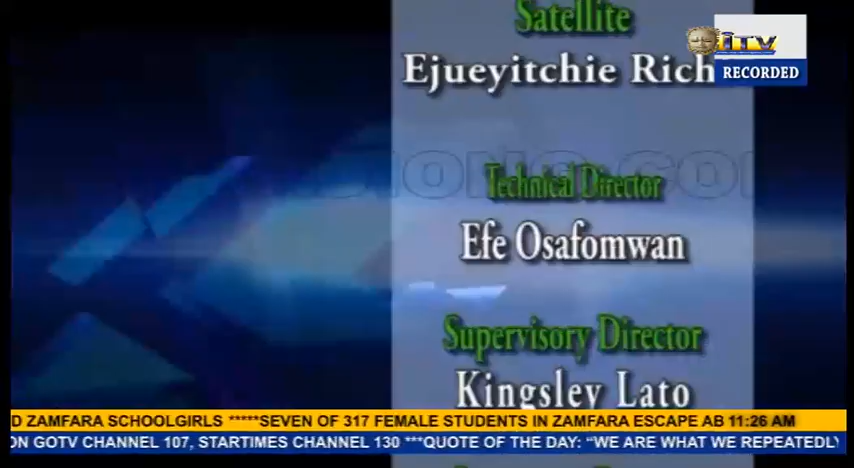 Satellite
iTV
Ejueyitchie Rich
RECORDED
Technical Director
Efe Osafomwan
Supervisory Director
Kingsley Lato
D ZAMFARA SCHOOLGIRLS *****SEVEN OF 317 FEMALE STUDENTS IN ZAMFARA ESCAPE AB 11:26 AM
ON GOTV CHANNEL 107, STARTIMES CHANNEL 130 ***QUOTE OF THE DAY: “WE ARE WHAT WE REPEATEDLY